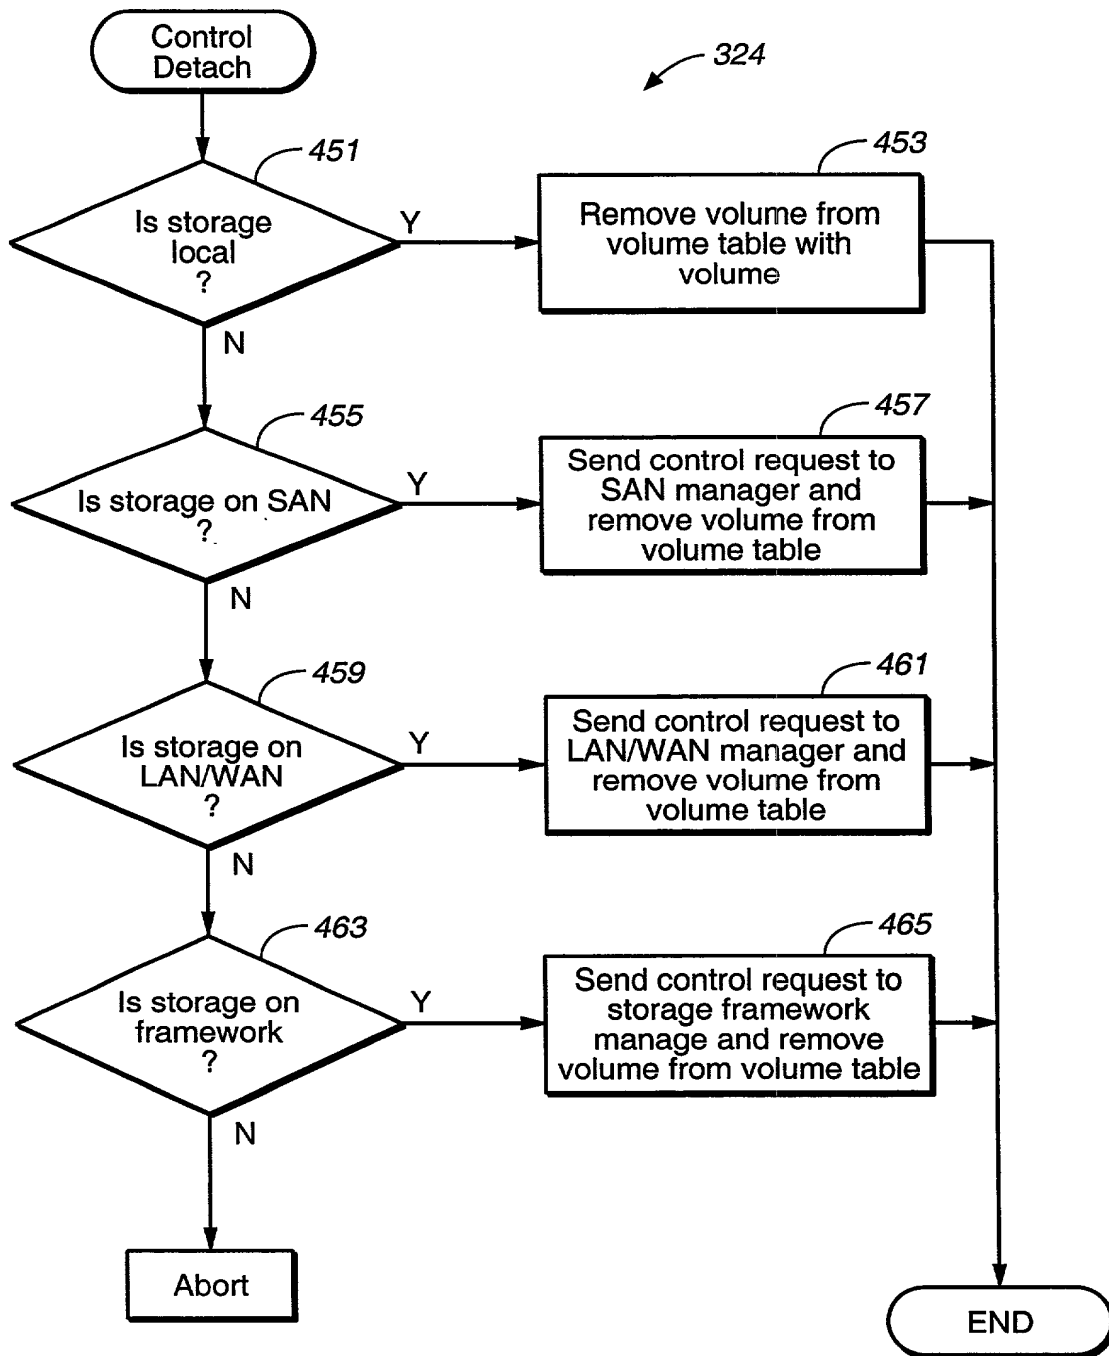 Control
Detach
324
451
453
Is storage
local
?
Y
Remove volume from
volume table with
volume
N
455
457
Is storage on SAN
?
Y
Send control request to
SAN manager and
remove volume from
volume table
N
459
461
Is storage on
LAN/WAN
?
Y
Send control request to
LAN/WAN manager and
remove volume from
volume table
N
463
465
Is storage on
framework
?
Y
Send control request to
storage framework
manage and remove
volume from volume table
N
Abort
END